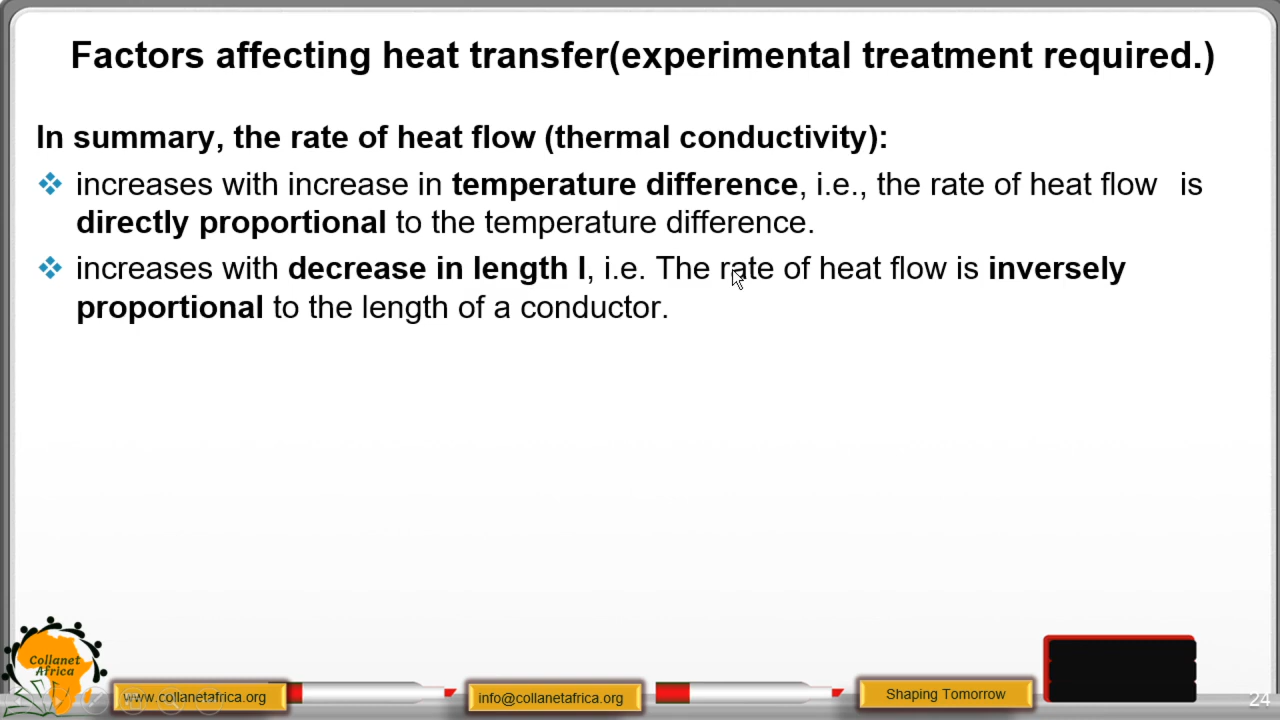 Factors affecting heat transfer(experimental treatment required.)
In summary, the rate of heat flow (thermal conductivity):
increases with increase in temperature difference, i.e., the rate of heat flow is
directly proportional to the temperature difference.
increases with decrease in length l, i.e. The rate of heat flow is inversely
proportional to the length of a conductor.
Collanet
Africa
www.collanetafrica.org
info@collanetafrica.org
Shaping Tomorrow
24